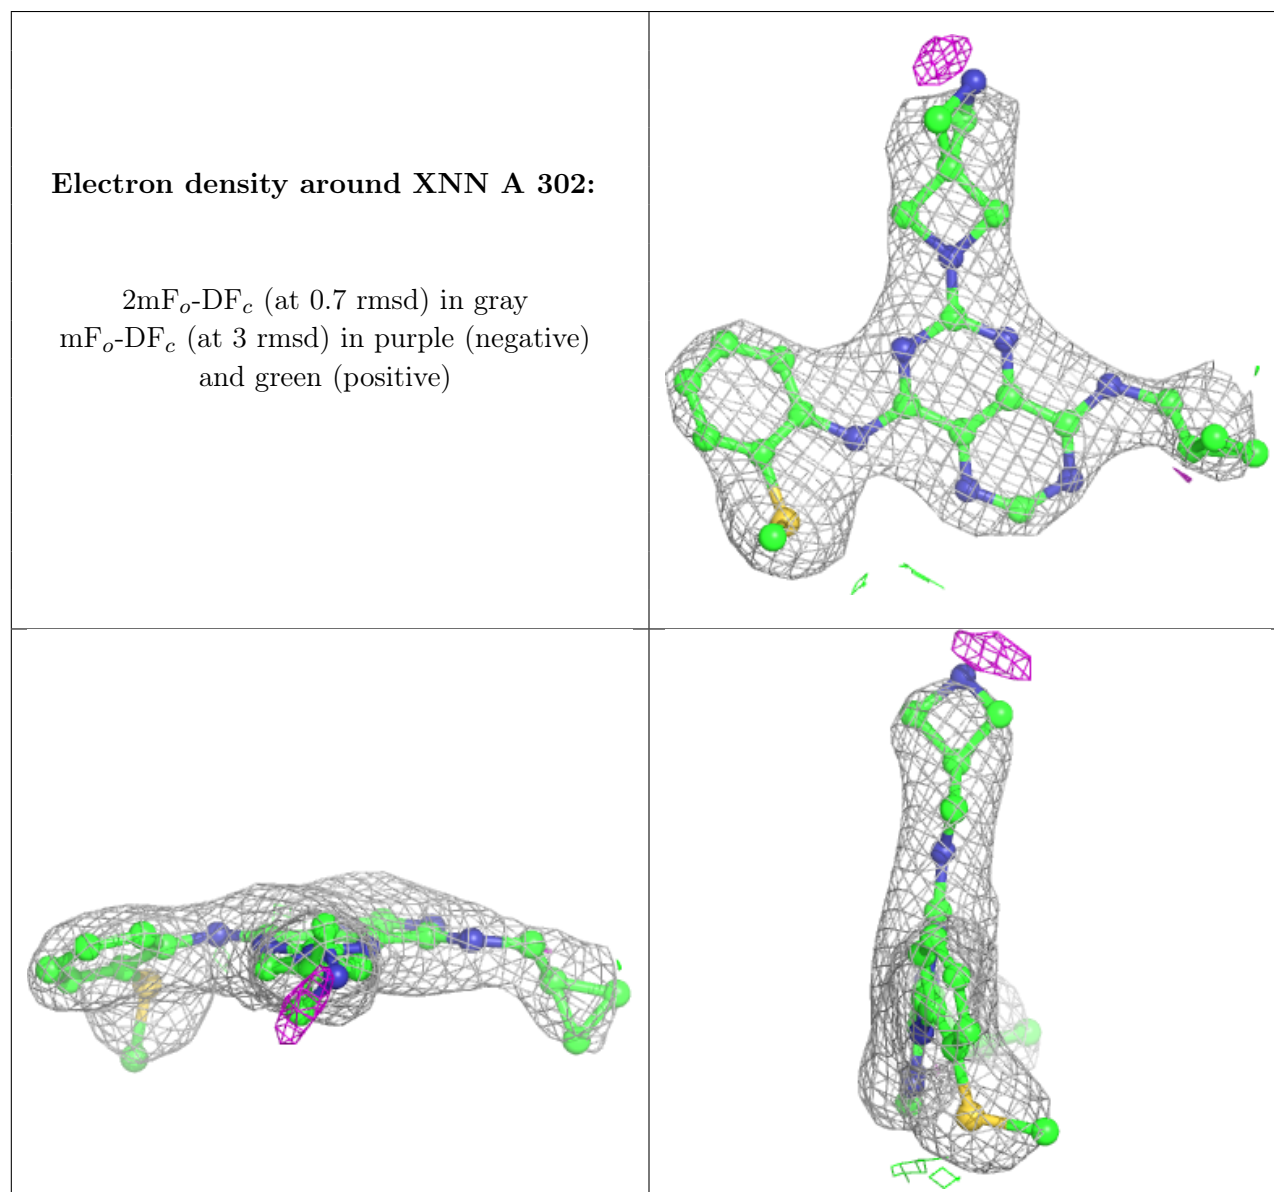 Electron density around XNN A 302:
2mFo-DFc (at 0.7 rmsd) in gray
mFo-DFc (at 3 rmsd) in purple (negative)
and green (positive)